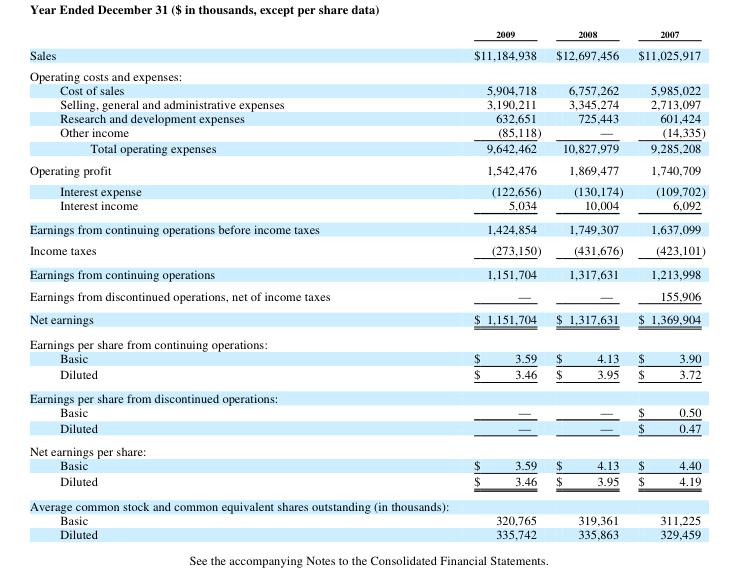 Year Ended December 31 ($ in thousands, except per share data)
2009 2008 2007
Sales $11,184,938 $12,697,456 $11,025,917
Operating costs and expenses:
Cost of sales 5,904,718 6,757,262 5,985,022
Selling, general and administrative expenses 3,190,211 3,345,274 2,713,097
Research and development expenses 632,651 725,443 601,424
Other income (85,118) — (14,335)
Total operating expenses 9,642,462 10,827,979 9,285,208
Operating profit 1,542,476 1,869,477 1,740,709
Interest expense (122,656) (130,174) (109,702)
Interest income 5,034 10,004 6,092
Earnings from continuing operations before income taxes 1,424,854 1,749,307 1,637,099
Income taxes (273,150) (431,676) (423,101)
Earnings from continuing operations 1,151,704 1,317,631 1,213,998
Earnings from discontinued operations, net of income taxes — — 155,906
Net earnings $ 1,151,704 $ 1,317,631 $ 1,369,904
Earnings per share from continuing operations:
Basic $ 3.59 $ 4.13 $ 3.90
Diluted $ 3.46 $ 3.95 $ 3.72
Earnings per share from discontinued operations:
Basic — — $ 0.50
Diluted — — $ 0.47
Net earnings per share:
Basic $ 3.59 $ 4.13 $ 4.40
Diluted $ 3.46 $ 3.95 $ 4.19
Average common stock and common equivalent shares outstanding (in thousands):
Basic 320,765 319,361 311,225
Diluted 335,742 335,863 329,459
See the accompanying Notes to the Consolidated Financial Statements.